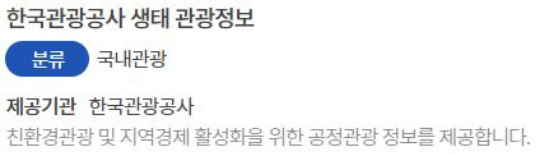 한국관광공사 생태 관광정보
분류 국내관광
제공기관 한국관광공사
친환경관광 및 지역경제 활성화을 위한 공정관광 정보를 제공합니다.